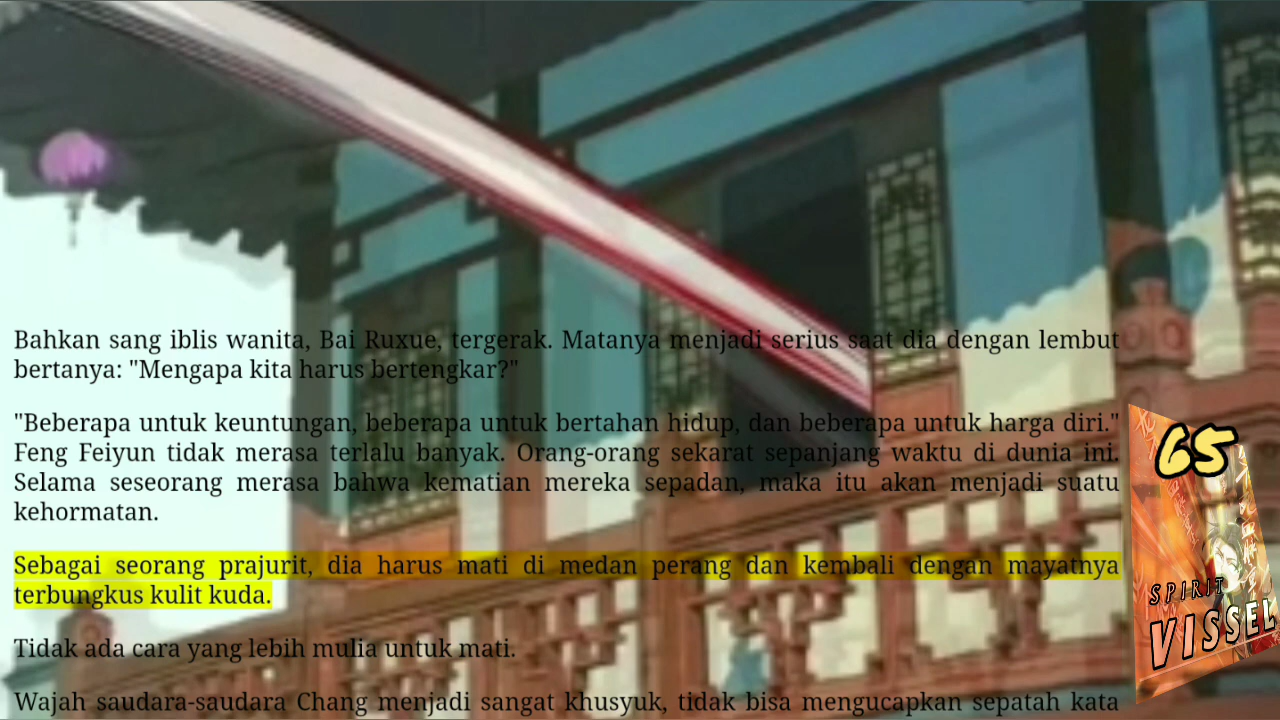 Bahkan sang iblis wanita, Bai Ruxue, tergerak. Matanya menjadi serius saat dia dengan lembut
bertanya: "Mengapa kita harus bertengkar?"
"Beberapa untuk keuntungan, beberapa untuk bertahan hidup, dan beberapa untuk harga diri."
Feng Feiyun tidak merasa terlalu banyak. Orang-orang sekarat sepanjang waktu di dunia ini.
Selama seseorang merasa bahwa kematian mereka sepadan, maka itu akan menjadi suatu
kehormatan.
Sebagai seorang prajurit, dia harus mati di medan perang dan kembali dengan mayatnya
terbungkus kulit kuda.
Tidak ada cara yang lebih mulia untuk mati.
Wajah saudara-saudara Chang menjadi sangat khusyuk, tidak bisa mengucapkan sepatah kata
65
SPIRIT
VISSEL